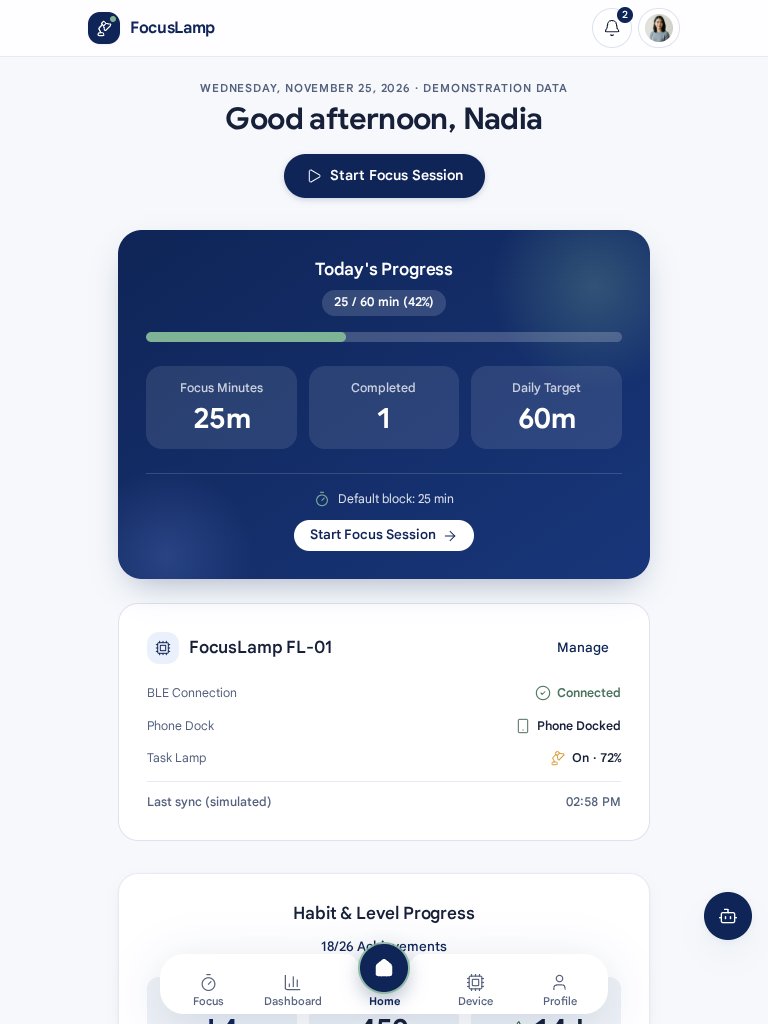 FocusLamp
2
WEDNESDAY, NOVEMBER 25, 2026 · DEMONSTRATION DATA
Good afternoon, Nadia
Start Focus Session
Today's Progress
25 / 60 min (42%)
Focus Minutes
25m
Completed
1
Daily Target
60m
Default block: 25 min
Start Focus Session
FocusLamp FL-01
Manage
BLE Connection
Connected
Phone Dock
Phone Docked
Task Lamp
On · 72%
Last sync (simulated)
02:58 PM
Habit & Level Progress
18/26 Achievements
Focus
Dashboard
Home
Device
Profile